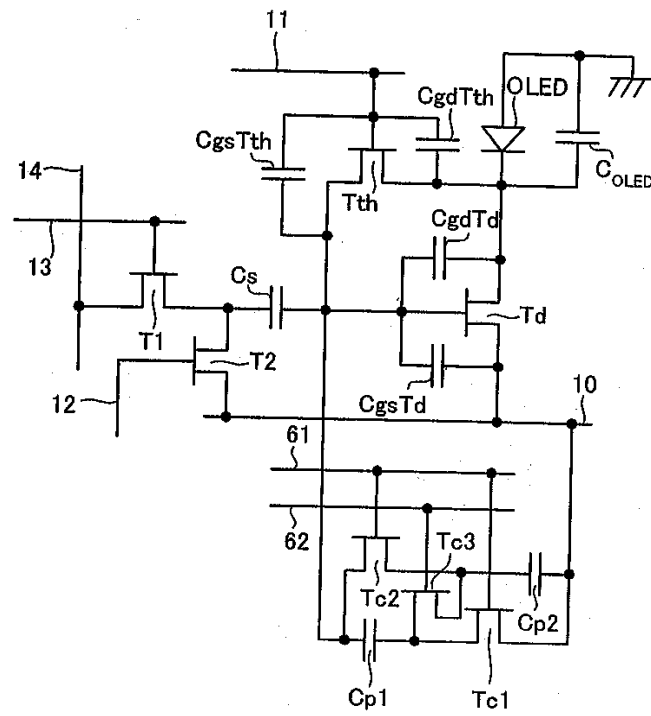 11
OLED
CgdTth
CgsTth
14
COLED
Tth
13
CgdTd
Cs
Td
T1
T2
CgsTd
10
12
61
62
Tc3
Tc2
Cp2
Cp1
Tc1